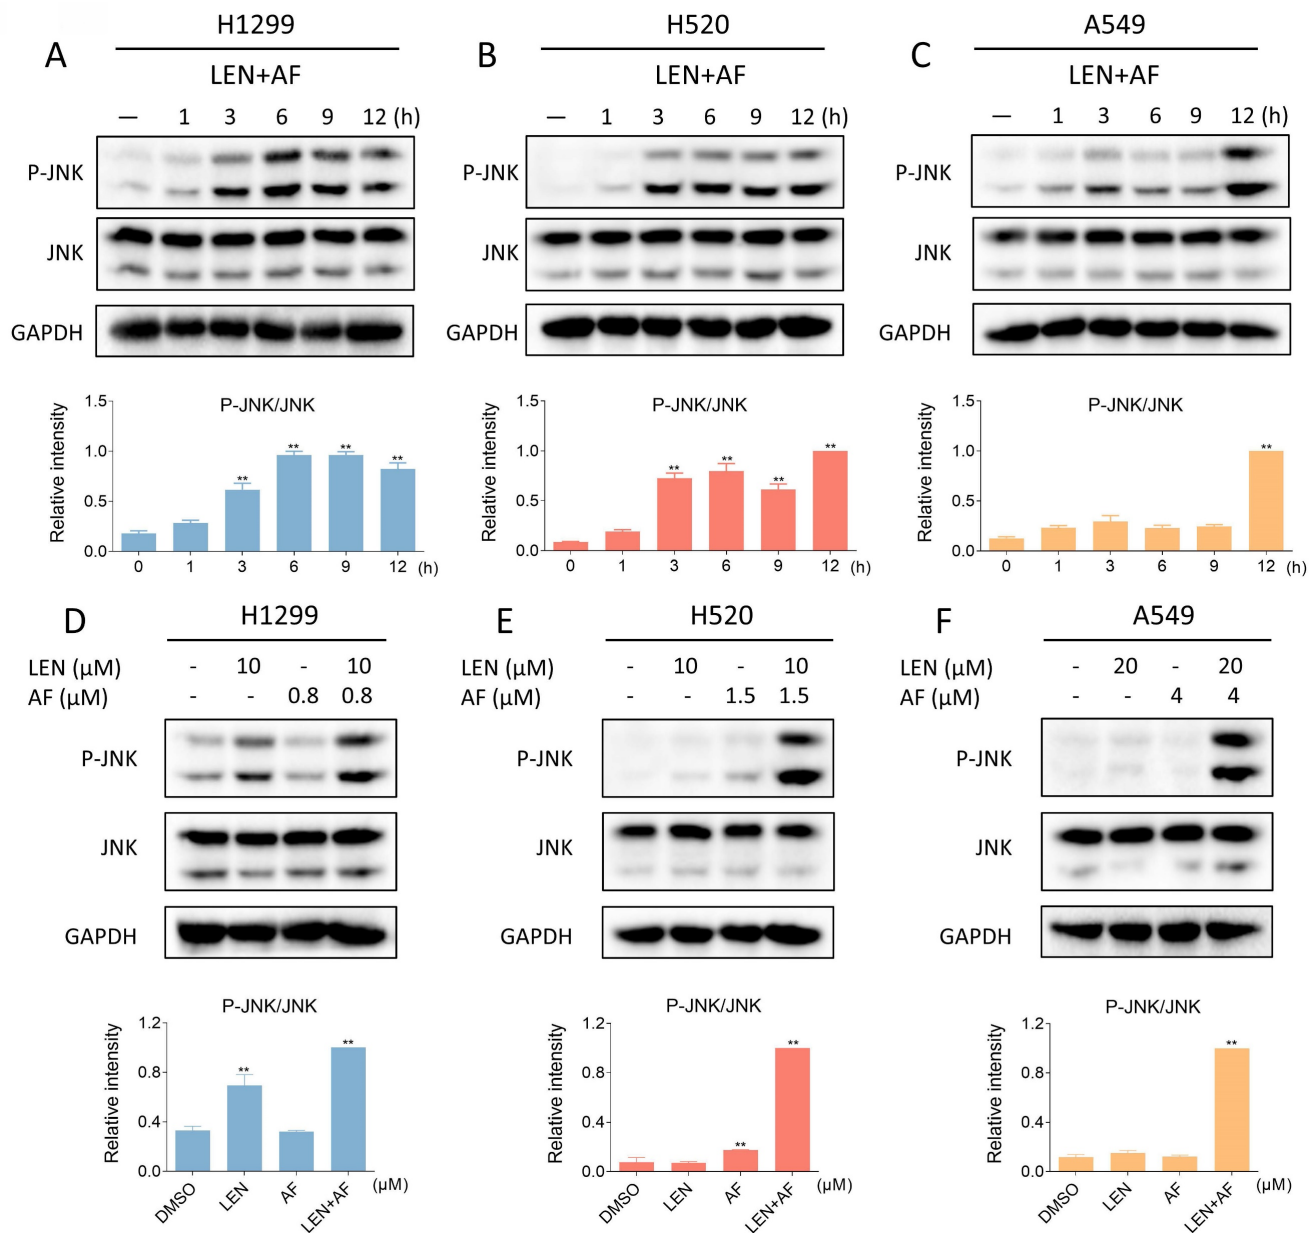 A
H1299
LEN+AF
— 1 3 6 9 12 (h)
P-JNK
JNK
GAPDH
P-JNK/JNK
Relative intensity
1.5
1.0
0.5
0.0
** ** ** **
0 1 3 6 9 12 (h)
B
H520
LEN+AF
— 1 3 6 9 12 (h)
P-JNK
JNK
GAPDH
P-JNK/JNK
Relative intensity
1.5
1.0
0.5
0.0
** ** ** **
0 1 3 6 9 12 (h)
C
A549
LEN+AF
— 1 3 6 9 12 (h)
P-JNK
JNK
GAPDH
P-JNK/JNK
Relative intensity
1.5
1.0
0.5
0.0
**
0 1 3 6 9 12 (h)
D
H1299
LEN (μM) - 10 - 10
AF (μM) - - 0.8 0.8
P-JNK
JNK
GAPDH
P-JNK/JNK
Relative intensity
1.2
0.8
0.4
0.0
** **
DMSO LEN AF LEN+AF (μM)
E
H520
LEN (μM) - 10 - 10
AF (μM) - - 1.5 1.5
P-JNK
JNK
GAPDH
P-JNK/JNK
Relative intensity
1.2
0.8
0.4
0.0
** **
DMSO LEN AF LEN+AF (μM)
F
A549
LEN (μM) - 20 - 20
AF (μM) - - 4 4
P-JNK
JNK
GAPDH
P-JNK/JNK
Relative intensity
1.2
0.8
0.4
0.0
**
DMSO LEN AF LEN+AF (μM)